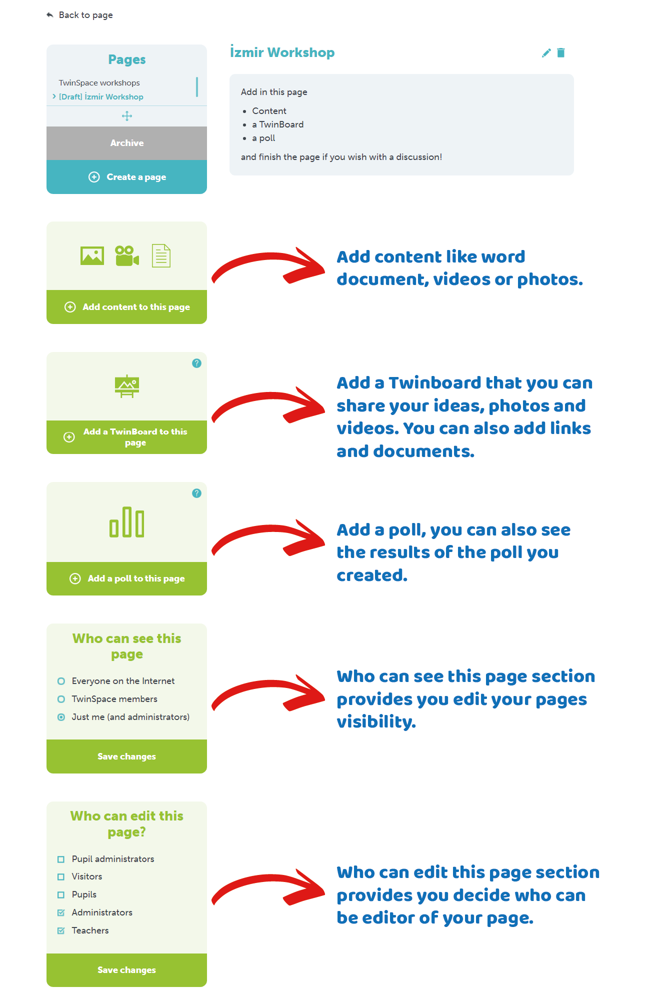 Back to page
Pages
TwinSpace workshops
[Draft] İzmir Workshop
Archive
Create a page
İzmir Workshop
Add in this page
Content
a TwinBoard
a poll
and finish the page if you wish with a discussion!
Add content to this page
Add content like word
document, videos or photos.
?
Add a TwinBoard to this
page
Add a Twinboard that you can
share your ideas, photos and
videos. You can also add links
and documents.
?
Add a poll to this page
Add a poll, you can also see
the results of the poll you
created.
Who can see this
page
Everyone on the Internet
TwinSpace members
Just me (and administrators)
Save changes
Who can see this page section
provides you edit your pages
visibility.
Who can edit this
page?
Pupil administrators
Visitors
Pupils
Administrators
Teachers
Save changes
Who can edit this page section
provides you decide who can
be editor of your page.